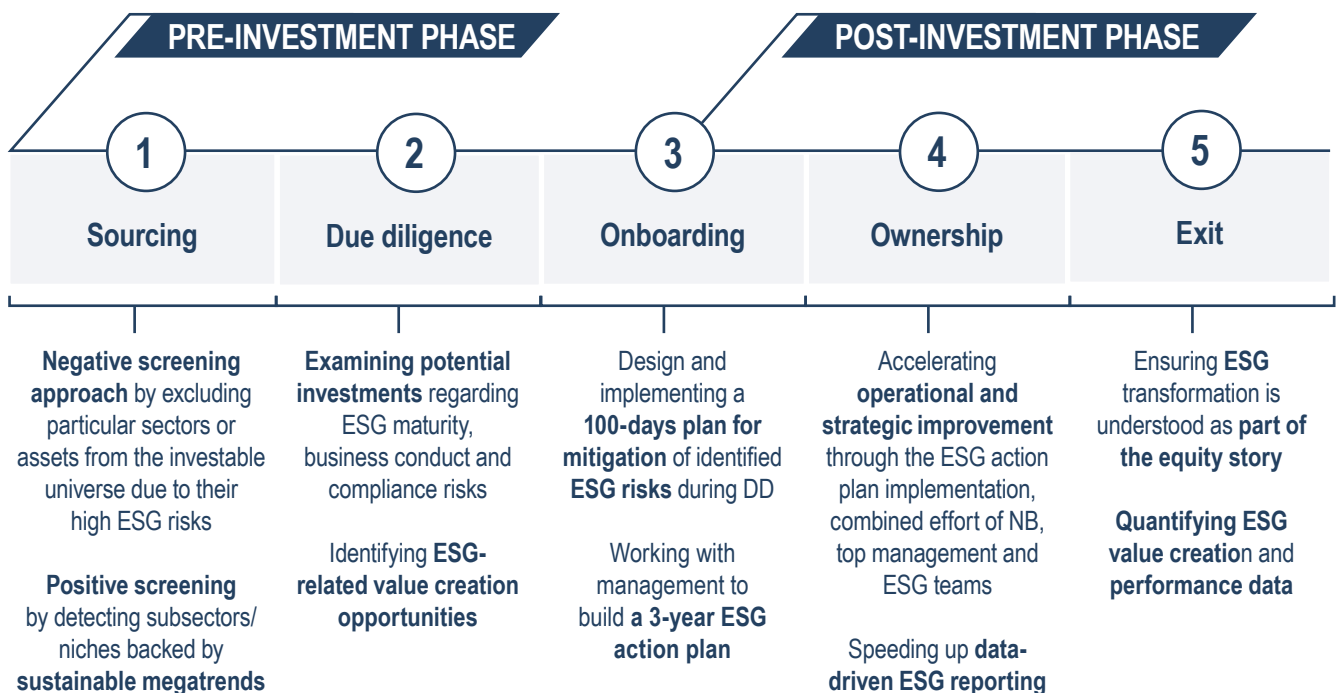 PRE-INVESTMENT PHASE
POST-INVESTMENT PHASE
1
2
3
4
5
Sourcing
Due diligence
Onboarding
Ownership
Exit
Negative screening
approach by excluding
particular sectors or
assets from the investable
universe due to their
high ESG risks
Positive screening
by detecting subsectors/
niches backed by
sustainable megatrends
Examining potential
investments regarding
ESG maturity,
business conduct and
compliance risks
Identifying ESG-
related value creation
opportunities
Design and
implementing a
100-days plan for
mitigation of identified
ESG risks during DD
Working with
management to
build a 3-year ESG
action plan
Accelerating
operational and
strategic improvement
through the ESG action
plan implementation,
combined effort of NB,
top management and
ESG teams
Speeding up data-
driven ESG reporting
Ensuring ESG
transformation is
understood as part of
the equity story
Quantifying ESG
value creation and
performance data